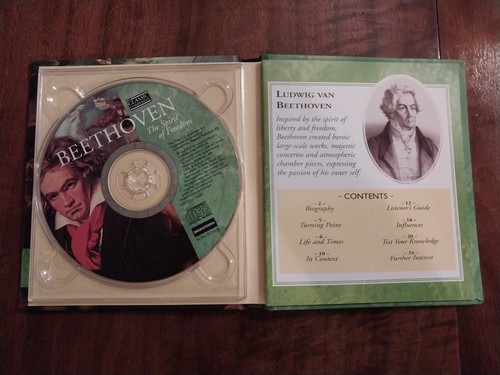 CLASSIC
BEETHOVEN
The Spirit
of Freedom
LUDWIG VAN
BEETHOVEN
Inspired by the spirit of
liberty and freedom,
Beethoven created heroic
large-scale works, majestic
concertos and atmospheric
chamber pieces, expressing
the passion of his inner self.
– CONTENTS –
– 2 –
Biography
– 5 –
Turning Point
– 6 –
Life and Times
– 10 –
In Context
– 12 –
Listener's Guide
– 18 –
Influences
– 20 –
Test Your Knowledge
– 24 –
Further Interest